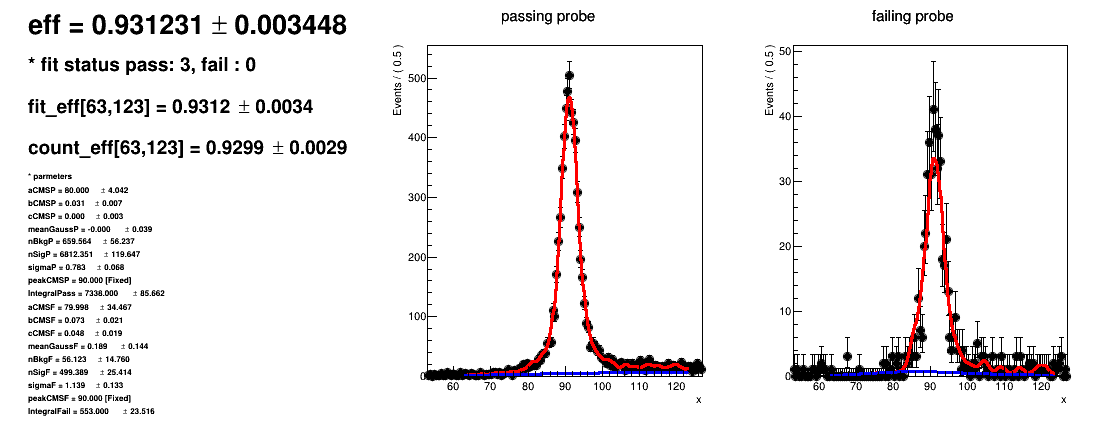 eff = 0.931231 ± 0.003448
* fit status pass: 3, fail : 0
fit_eff[63,123] = 0.9312 ± 0.0034
count_eff[63,123] = 0.9299 ± 0.0029
* parmeters
aCMSP = 80.000 ± 4.042
bCMSP = 0.031 ± 0.007
cCMSP = 0.000 ± 0.003
meanGaussP = -0.000 ± 0.039
nBkgP = 659.564 ± 56.237
nSigP = 6812.351 ± 119.647
sigmaP = 0.783 ± 0.068
peakCMSP = 90.000 [Fixed]
IntegralPass = 7338.000 ± 85.662
aCMSF = 79.998 ± 34.467
bCMSF = 0.073 ± 0.021
cCMSF = 0.048 ± 0.019
meanGaussF = 0.189 ± 0.144
nBkgF = 56.123 ± 14.760
nSigF = 499.389 ± 25.414
sigmaF = 1.139 ± 0.133
peakCMSF = 90.000 [Fixed]
IntegralFail = 553.000 ± 23.516
passing probe
Events / ( 0.5 )
500
400
300
200
100
0
60 70 80 90 100 110 120
x
failing probe
Events / ( 0.5 )
50
40
30
20
10
0
60 70 80 90 100 110 120
x